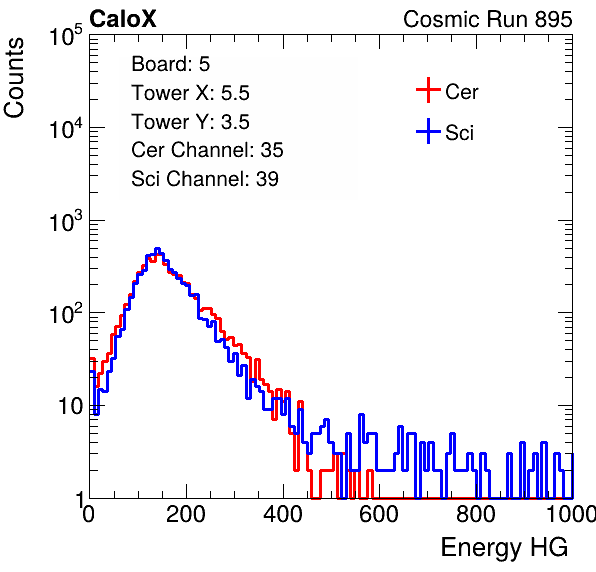 CaloX Cosmic Run 895
Counts
10^5
10^4
10^3
10^2
10
1
Board: 5
Tower X: 5.5
Tower Y: 3.5
Cer Channel: 35
Sci Channel: 39
Cer
Sci
0 200 400 600 800 1000
Energy HG